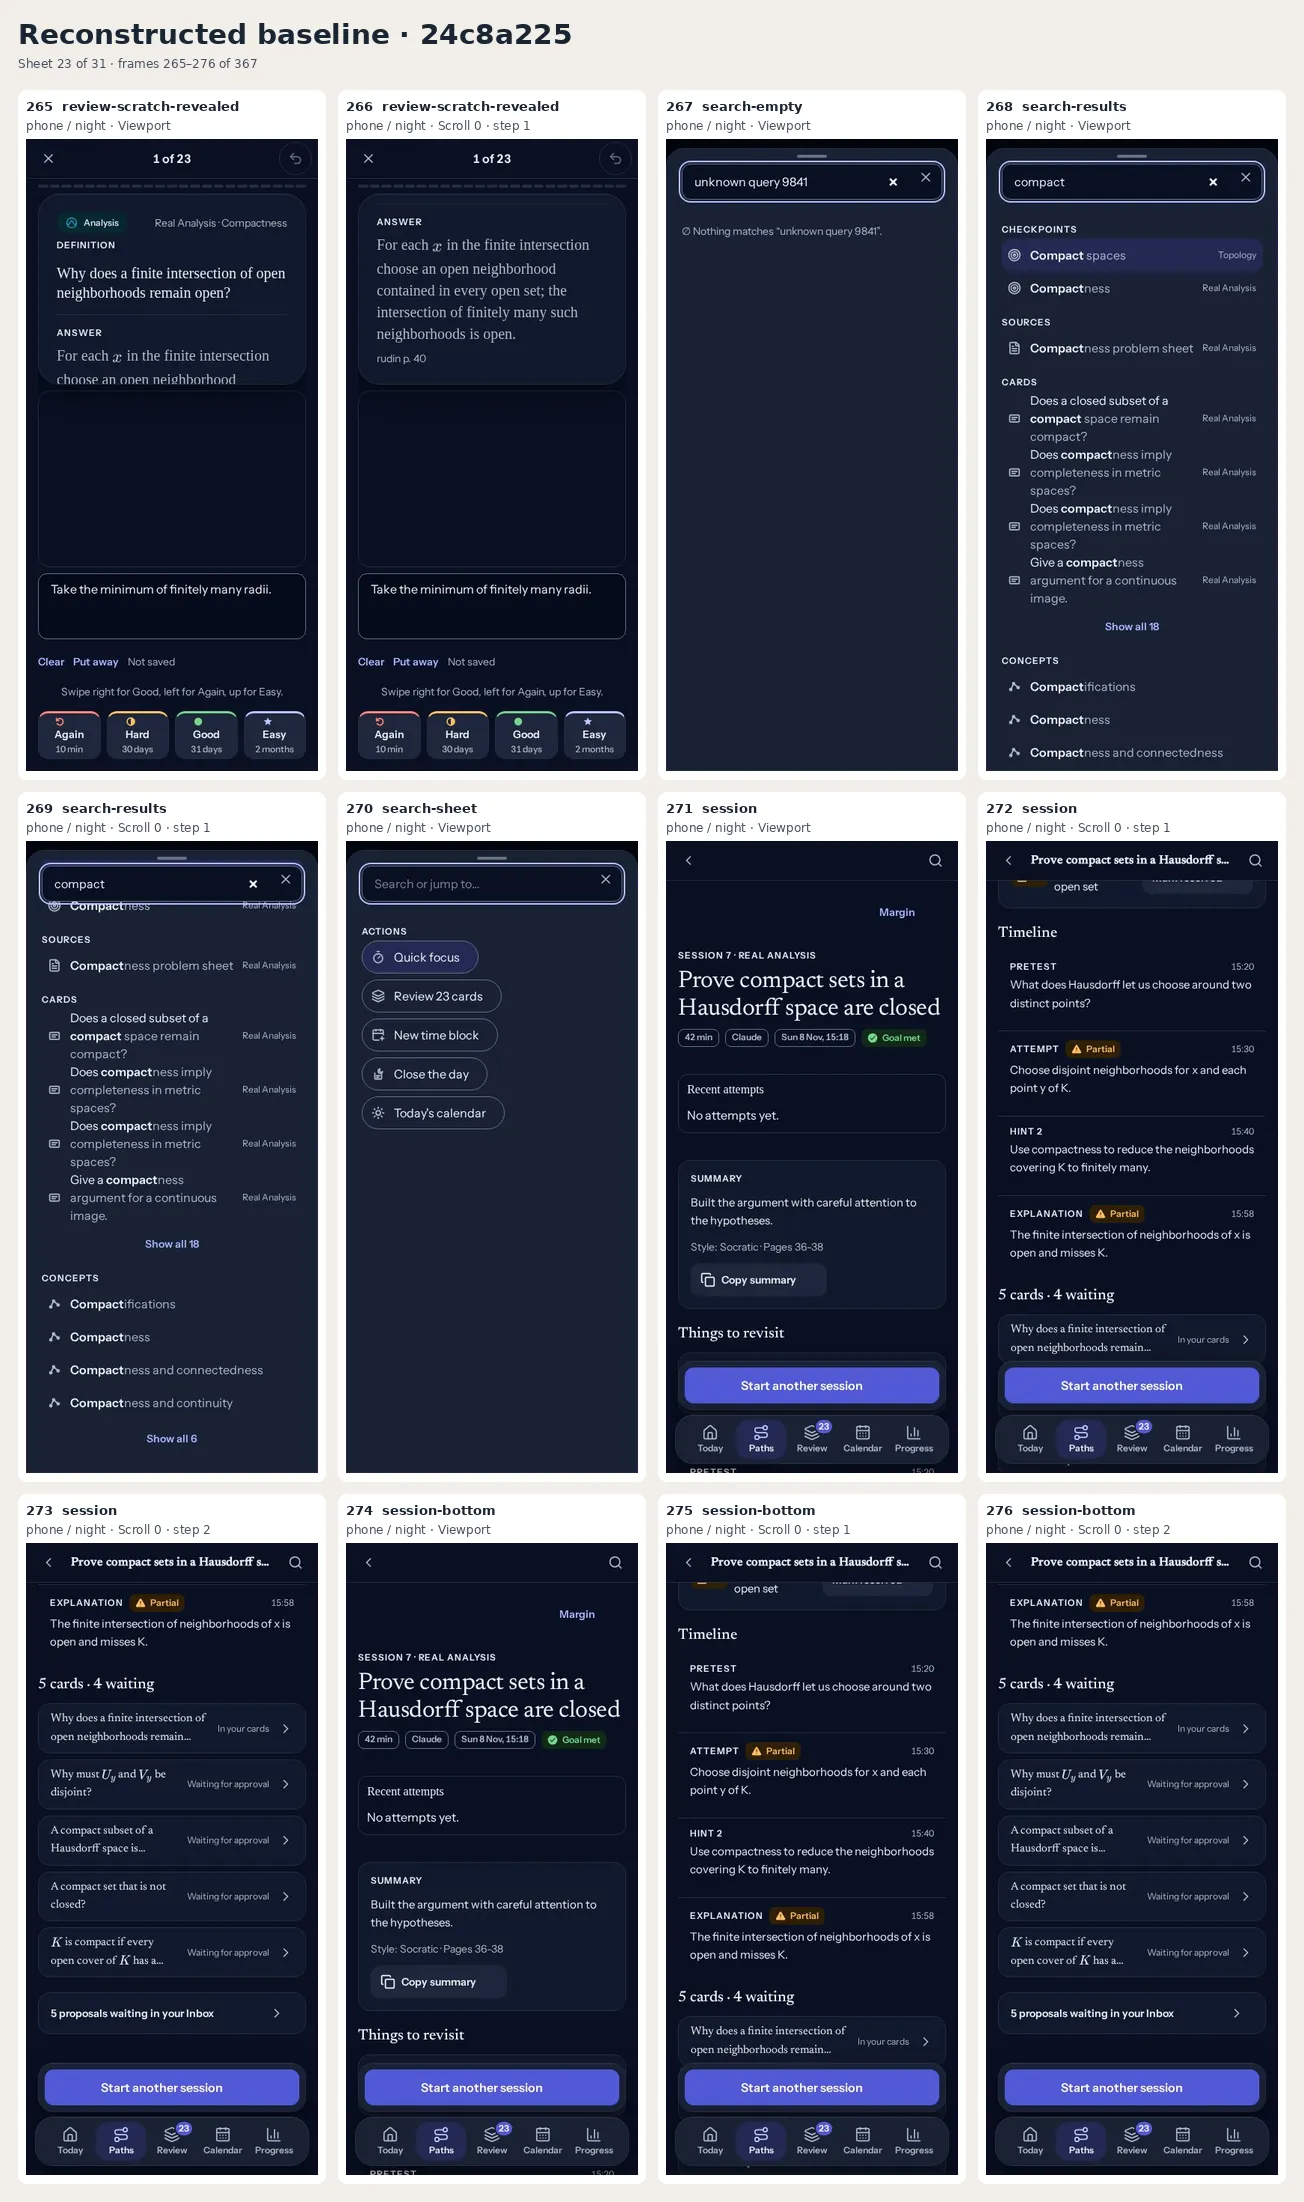 Reconstructed baseline · 24c8a225
Sheet 23 of 31 · frames 265–276 of 367
265 review-scratch-revealed
phone / night · Viewport
1 of 23
Analysis
Real Analysis · Compactness
DEFINITION
Why does a finite intersection of open
neighborhoods remain open?
ANSWER
For each x in the finite intersection
choose an open neighborhood
Take the minimum of finitely many radii.
Clear Put away Not saved
Swipe right for Good, left for Again, up for Easy.
Again Hard Good Easy
10 min 30 days 31 days 2 months
266 review-scratch-revealed
phone / night · Scroll 0 · step 1
1 of 23
ANSWER
For each x in the finite intersection
choose an open neighborhood
contained in every open set; the
intersection of finitely many such
neighborhoods is open.
rudin p. 40
Take the minimum of finitely many radii.
Clear Put away Not saved
Swipe right for Good, left for Again, up for Easy.
Again Hard Good Easy
10 min 30 days 31 days 2 months
267 search-empty
phone / night · Viewport
unknown query 9841
∅ Nothing matches “unknown query 9841”.
268 search-results
phone / night · Viewport
compact
CHECKPOINTS
Compact spaces Topology
Compactness Real Analysis
SOURCES
Compactness problem sheet Real Analysis
CARDS
Does a closed subset of a
compact space remain Real Analysis
compact?
Does compactness imply
completeness in metric Real Analysis
spaces?
Does compactness imply
completeness in metric Real Analysis
spaces?
Give a compactness
argument for a continuous Real Analysis
image.
Show all 18
CONCEPTS
Compactifications
Compactness
Compactness and connectedness
269 search-results
phone / night · Scroll 0 · step 1
compact
Compactness Real Analysis
SOURCES
Compactness problem sheet Real Analysis
CARDS
Does a closed subset of a
compact space remain Real Analysis
compact?
Does compactness imply
completeness in metric Real Analysis
spaces?
Does compactness imply
completeness in metric Real Analysis
spaces?
Give a compactness
argument for a continuous Real Analysis
image.
Show all 18
CONCEPTS
Compactifications
Compactness
Compactness and connectedness
Compactness and continuity
Show all 6
270 search-sheet
phone / night · Viewport
Search or jump to...
ACTIONS
Quick focus
Review 23 cards
New time block
Close the day
Today's calendar
271 session
phone / night · Viewport
Margin
SESSION 7 · REAL ANALYSIS
Prove compact sets in a
Hausdorff space are closed
42 min Claude Sun 8 Nov, 15:18 Goal met
Recent attempts
No attempts yet.
SUMMARY
Built the argument with careful attention to
the hypotheses.
Style: Socratic · Pages 36-38
Copy summary
Things to revisit
Start another session
23
Today Paths Review Calendar Progress
PRETEST 15:20
272 session
phone / night · Scroll 0 · step 1
Prove compact sets in a Hausdorff s...
open set
Timeline
PRETEST 15:20
What does Hausdorff let us choose around two
distinct points?
ATTEMPT Partial 15:30
Choose disjoint neighborhoods for x and each
point y of K.
HINT 2 15:40
Use compactness to reduce the neighborhoods
covering K to finitely many.
EXPLANATION Partial 15:58
The finite intersection of neighborhoods of x is
open and misses K.
5 cards · 4 waiting
Why does a finite intersection of
open neighborhoods remain... In your cards
Start another session
23
Today Paths Review Calendar Progress
273 session
phone / night · Scroll 0 · step 2
Prove compact sets in a Hausdorff s...
EXPLANATION Partial 15:58
The finite intersection of neighborhoods of x is
open and misses K.
5 cards · 4 waiting
Why does a finite intersection of
open neighborhoods remain... In your cards
Why must U_y and V_y be
disjoint? Waiting for approval
A compact subset of a
Hausdorff space is... Waiting for approval
A compact set that is not
closed? Waiting for approval
K is compact if every
open cover of K has a... Waiting for approval
5 proposals waiting in your Inbox
Start another session
23
Today Paths Review Calendar Progress
274 session-bottom
phone / night · Viewport
Margin
SESSION 7 · REAL ANALYSIS
Prove compact sets in a
Hausdorff space are closed
42 min Claude Sun 8 Nov, 15:18 Goal met
Recent attempts
No attempts yet.
SUMMARY
Built the argument with careful attention to
the hypotheses.
Style: Socratic · Pages 36-38
Copy summary
Things to revisit
Start another session
23
Today Paths Review Calendar Progress
PRETEST 15:20
275 session-bottom
phone / night · Scroll 0 · step 1
Prove compact sets in a Hausdorff s...
open set
Timeline
PRETEST 15:20
What does Hausdorff let us choose around two
distinct points?
ATTEMPT Partial 15:30
Choose disjoint neighborhoods for x and each
point y of K.
HINT 2 15:40
Use compactness to reduce the neighborhoods
covering K to finitely many.
EXPLANATION Partial 15:58
The finite intersection of neighborhoods of x is
open and misses K.
5 cards · 4 waiting
Why does a finite intersection of
open neighborhoods remain... In your cards
Start another session
23
Today Paths Review Calendar Progress
276 session-bottom
phone / night · Scroll 0 · step 2
Prove compact sets in a Hausdorff s...
EXPLANATION Partial 15:58
The finite intersection of neighborhoods of x is
open and misses K.
5 cards · 4 waiting
Why does a finite intersection of
open neighborhoods remain... In your cards
Why must U_y and V_y be
disjoint? Waiting for approval
A compact subset of a
Hausdorff space is... Waiting for approval
A compact set that is not
closed? Waiting for approval
K is compact if every
open cover of K has a... Waiting for approval
5 proposals waiting in your Inbox
Start another session
23
Today Paths Review Calendar Progress